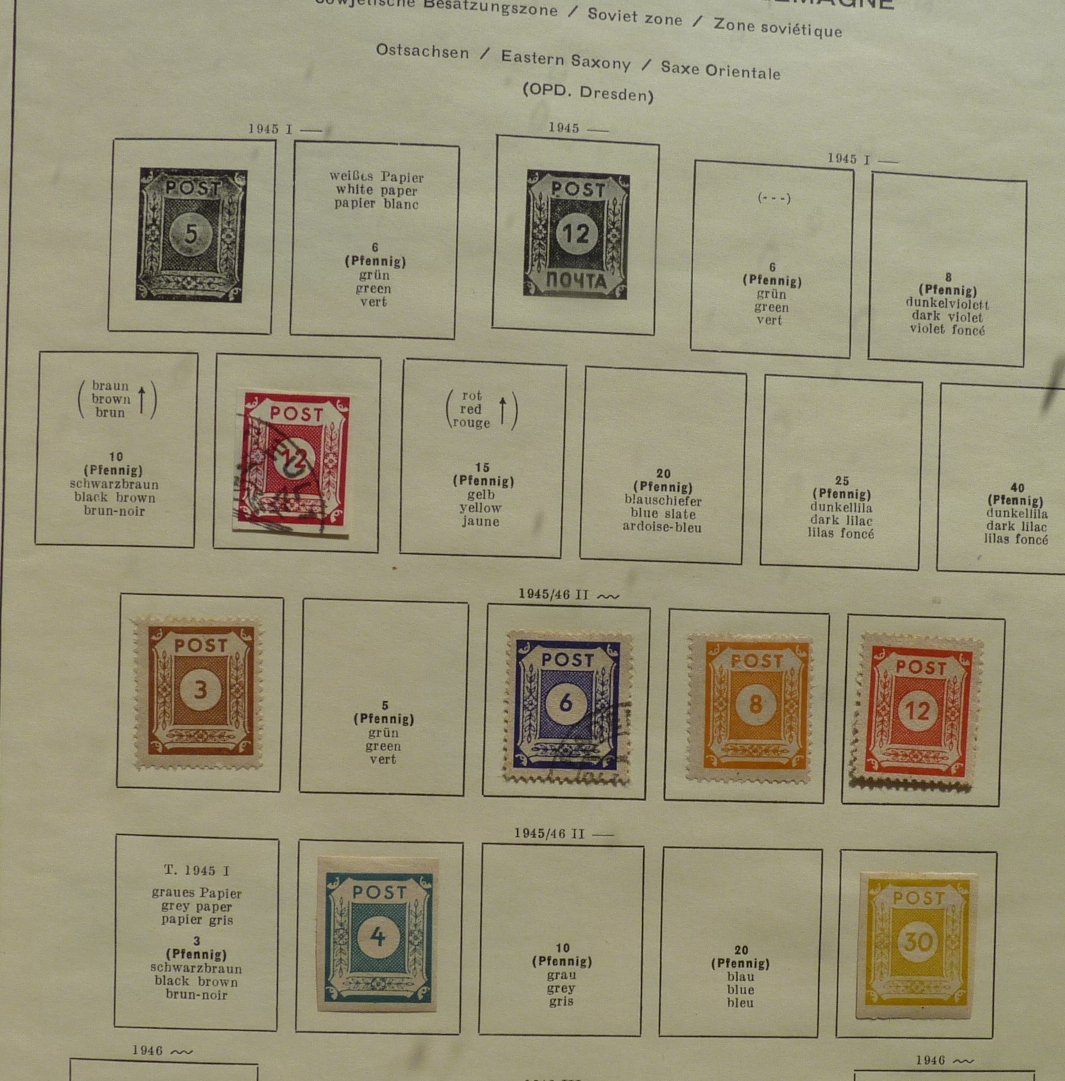 Sowjetische Besatzungszone / Soviet zone / Zone soviétique
Ostsachsen / Eastern Saxony / Saxe Orientale
(OPD. Dresden)
1945 I —
1945 —
1945 I —
POST
5
weißes Papier
white paper
papier blanc
6
(Pfennig)
grün
green
vert
POST
12
ПОЧТА
(---)
6
(Pfennig)
grün
green
vert
8
(Pfennig)
dunkelviolett
dark violet
violet foncé
(braun
brown
brun ↑)
10
(Pfennig)
schwarzbraun
black brown
brun-noir
POST
12
(rot
red
rouge ↑)
15
(Pfennig)
gelb
yellow
jaune
20
(Pfennig)
blauschiefer
blue slate
ardoise-bleu
25
(Pfennig)
dunkellila
dark lilac
lilas foncé
40
(Pfennig)
dunkellila
dark lilac
lilas foncé
1945/46 II ~~
POST
3
5
(Pfennig)
grün
green
vert
POST
6
POST
8
POST
12
1945/46 II —
T. 1945 I
graues Papier
grey paper
papier gris
3
(Pfennig)
schwarzbraun
black brown
brun-noir
POST
4
10
(Pfennig)
grau
grey
gris
20
(Pfennig)
blau
blue
bleu
POST
30
1946 ~~
1946 ~~